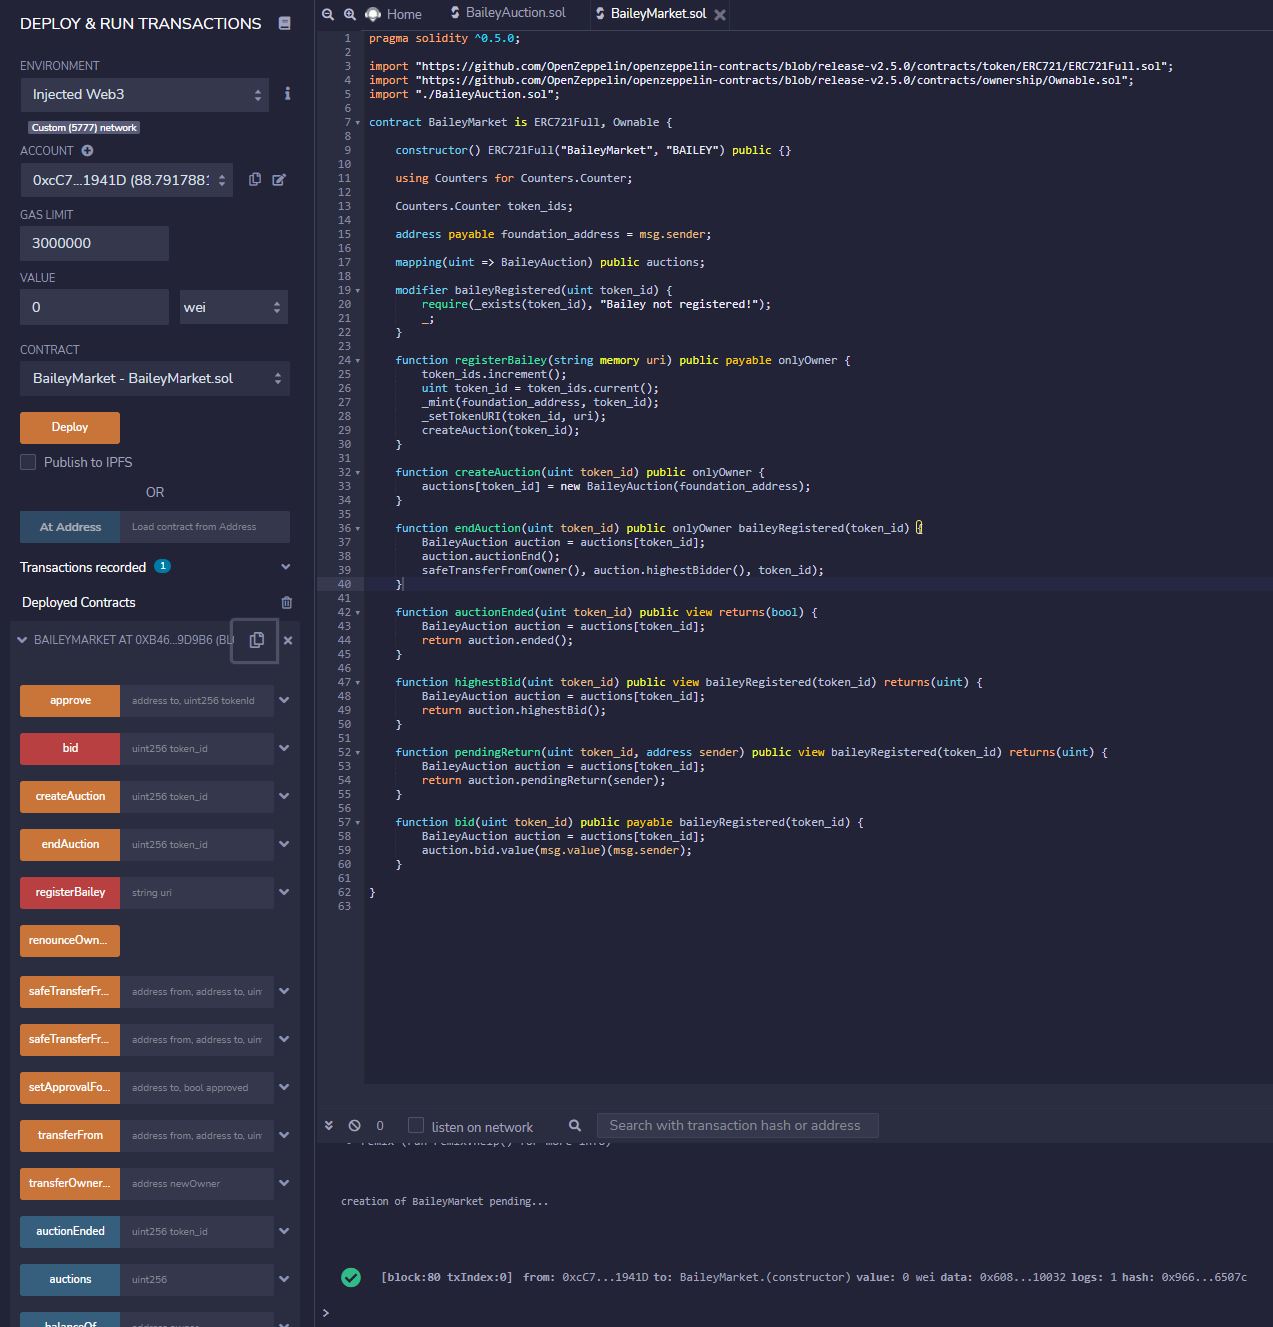 DEPLOY & RUN TRANSACTIONS
ENVIRONMENT
Injected Web3
Custom (5777) network
ACCOUNT
0xcC7...1941D (88.7917881
GAS LIMIT
3000000
VALUE
0
wei
CONTRACT
BaileyMarket - BaileyMarket.sol
Deploy
Publish to IPFS
OR
At Address Load contract from Address
Transactions recorded 1
Deployed Contracts
BAILEYMARKET AT 0XB46...9D9B6 (BL
approve address to, uint256 tokenId
bid uint256 token_id
createAuction uint256 token_id
endAuction uint256 token_id
registerBailey string uri
renounceOwn...
safeTransferFr... address from, address to, uin
safeTransferFr... address from, address to, uin
setApprovalFo... address to, bool approved
transferFrom address from, address to, uin
transferOwner... address newOwner
auctionEnded uint256 token_id
auctions uint256
balanceOf address owner
Home BaileyAuction.sol BaileyMarket.sol
1 pragma solidity ^0.5.0;
2
3 import "https://github.com/OpenZeppelin/openzeppelin-contracts/blob/release-v2.5.0/contracts/token/ERC721/ERC721Full.sol";
4 import "https://github.com/OpenZeppelin/openzeppelin-contracts/blob/release-v2.5.0/contracts/ownership/Ownable.sol";
5 import "./BaileyAuction.sol";
6
7 contract BaileyMarket is ERC721Full, Ownable {
8
9 constructor() ERC721Full("BaileyMarket", "BAILEY") public {}
10
11 using Counters for Counters.Counter;
12
13 Counters.Counter token_ids;
14
15 address payable foundation_address = msg.sender;
16
17 mapping(uint => BaileyAuction) public auctions;
18
19 modifier baileyRegistered(uint token_id) {
20 require(_exists(token_id), "Bailey not registered!");
21 _;
22 }
23
24 function registerBailey(string memory uri) public payable onlyOwner {
25 token_ids.increment();
26 uint token_id = token_ids.current();
27 _mint(foundation_address, token_id);
28 _setTokenURI(token_id, uri);
29 createAuction(token_id);
30 }
31
32 function createAuction(uint token_id) public onlyOwner {
33 auctions[token_id] = new BaileyAuction(foundation_address);
34 }
35
36 function endAuction(uint token_id) public onlyOwner baileyRegistered(token_id) {
37 BaileyAuction auction = auctions[token_id];
38 auction.auctionEnd();
39 safeTransferFrom(owner(), auction.highestBidder(), token_id);
40 }
41
42 function auctionEnded(uint token_id) public view returns(bool) {
43 BaileyAuction auction = auctions[token_id];
44 return auction.ended();
45 }
46
47 function highestBid(uint token_id) public view baileyRegistered(token_id) returns(uint) {
48 BaileyAuction auction = auctions[token_id];
49 return auction.highestBid();
50 }
51
52 function pendingReturn(uint token_id, address sender) public view baileyRegistered(token_id) returns(uint) {
53 BaileyAuction auction = auctions[token_id];
54 return auction.pendingReturn(sender);
55 }
56
57 function bid(uint token_id) public payable baileyRegistered(token_id) {
58 BaileyAuction auction = auctions[token_id];
59 auction.bid.value(msg.value)(msg.sender);
60 }
61
62 }
63
0 listen on network Search with transaction hash or address
remix (run remix.help() for more info)
creation of BaileyMarket pending...
[block:80 txIndex:0] from: 0xcC7...1941D to: BaileyMarket.(constructor) value: 0 wei data: 0x608...10032 logs: 1 hash: 0x966...6507c
>